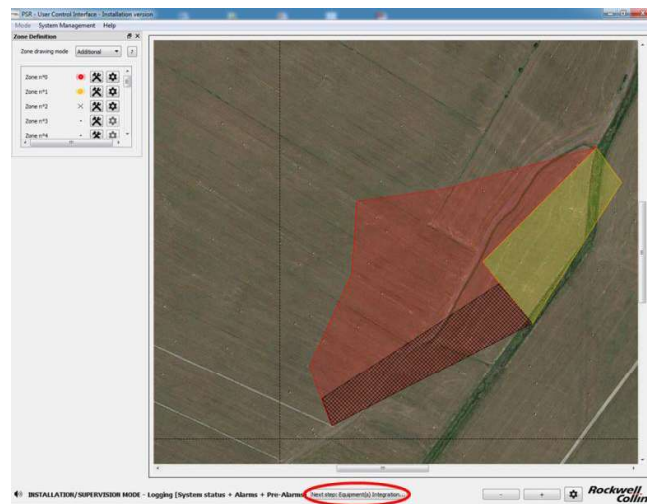 PSR - User Control Interface - Installation version
Mode System Management Help
Zone Definition
Zone drawing mode Additional ?
Zone n°0
Zone n°1
Zone n°2
Zone n°3
Zone n°4
INSTALLATION/SUPERVISION MODE - Logging [System status + Alarms + Pre-Alarms
Next step: Equipment(s) Integration...
- +
Rockwell
Collin